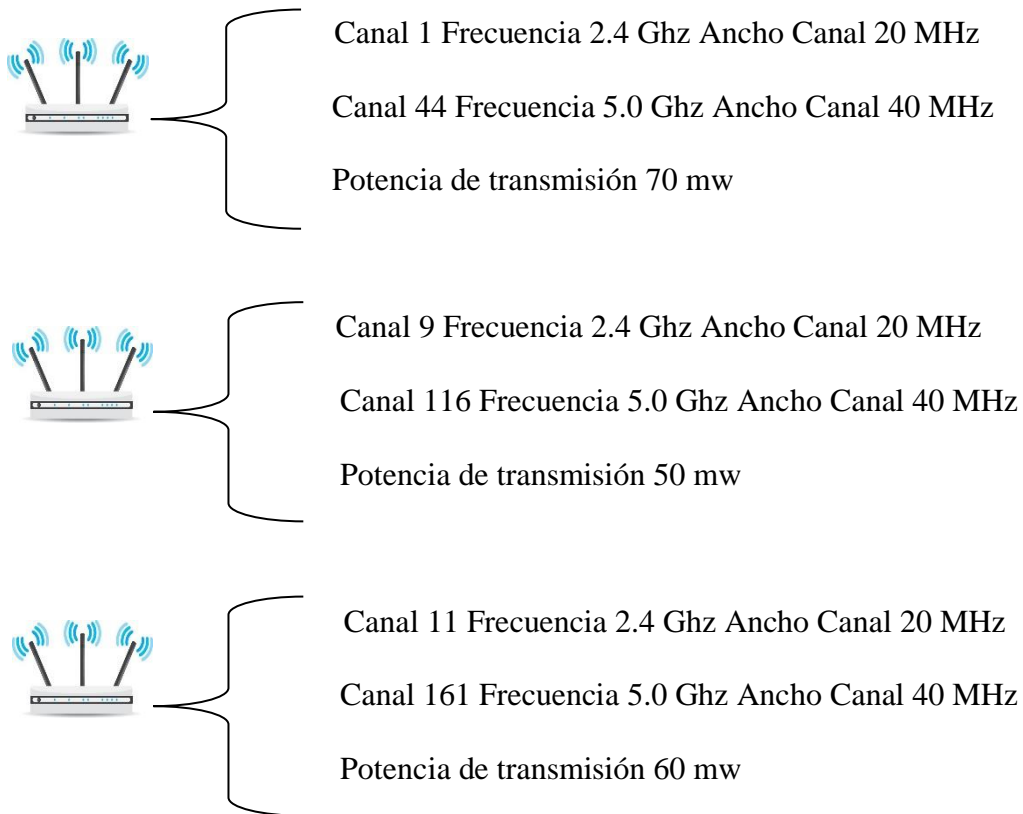 Canal 1 Frecuencia 2.4 Ghz Ancho Canal 20 MHz
Canal 44 Frecuencia 5.0 Ghz Ancho Canal 40 MHz
Potencia de transmisión 70 mw
Canal 9 Frecuencia 2.4 Ghz Ancho Canal 20 MHz
Canal 116 Frecuencia 5.0 Ghz Ancho Canal 40 MHz
Potencia de transmisión 50 mw
Canal 11 Frecuencia 2.4 Ghz Ancho Canal 20 MHz
Canal 161 Frecuencia 5.0 Ghz Ancho Canal 40 MHz
Potencia de transmisión 60 mw